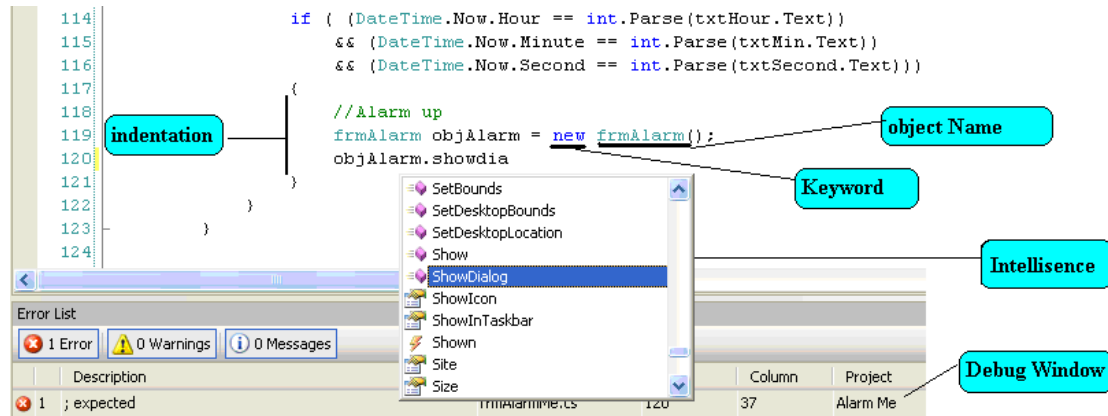 114 if ( (DateTime.Now.Hour == int.Parse(txtHour.Text))
115 && (DateTime.Now.Minute == int.Parse(txtMin.Text))
116 && (DateTime.Now.Second == int.Parse(txtSecond.Text)))
117 {
118 //Alarm up
119 frmAlarm objAlarm = new frmAlarm();
120 objAlarm.showdia
121 }
122 }
123 }
124
indentation
object Name
Keyword
SetBounds
SetDesktopBounds
SetDesktopLocation
Show
ShowDialog
ShowIcon
ShowInTaskbar
Shown
Site
Size
Intellisence
Error List
1 Error 0 Warnings 0 Messages
Description Column Project
1 ; expected frmAlarmMe.cs 120 37 Alarm Me
Debug Window